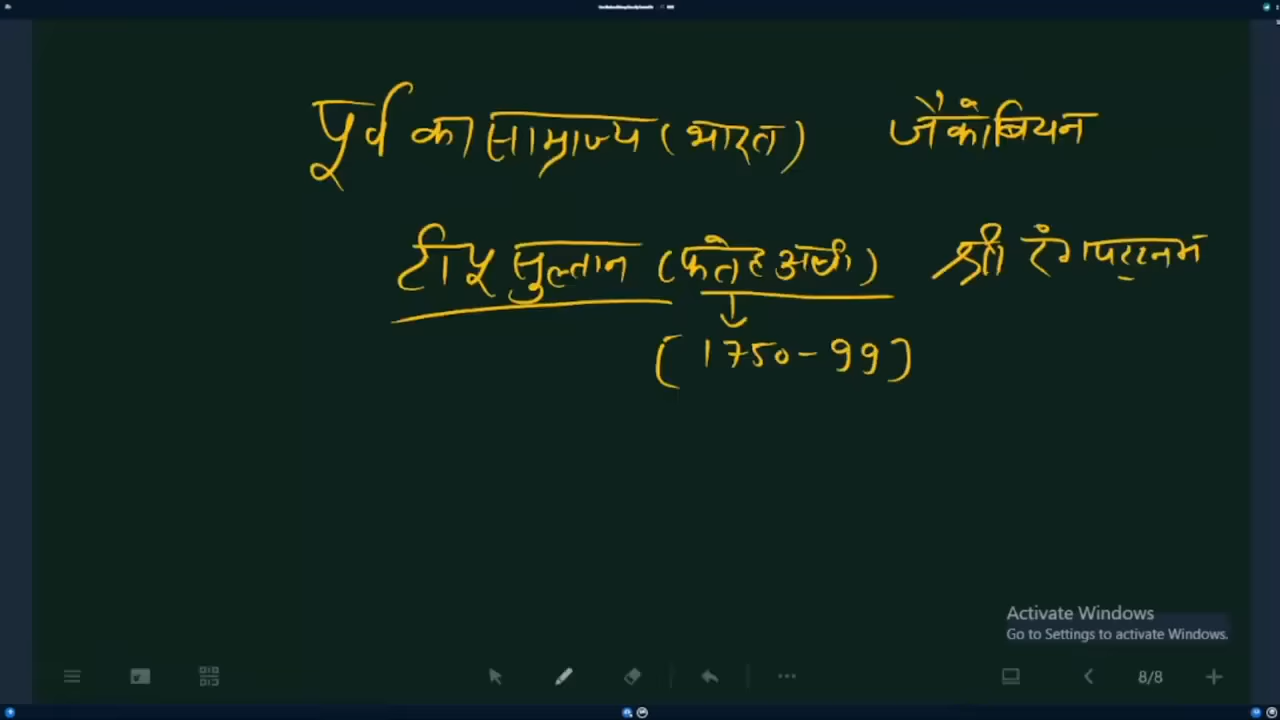 पूर्व का साम्राज्य (भारत) जैकोबियन
टीपू सुल्तान (फतेह अली) श्री रंगपट्टनम
(1750-99)
Activate Windows
Go to Settings to activate Windows.
8/8